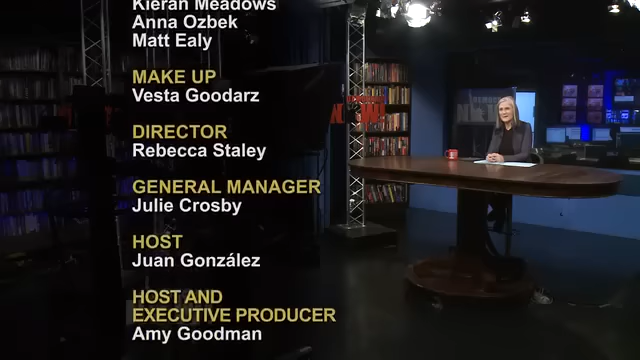 Kieran Meadows
Anna Ozbek
Matt Ealy
MAKE UP
Vesta Goodarz
DIRECTOR
Rebecca Staley
GENERAL MANAGER
Julie Crosby
HOST
Juan González
HOST AND
EXECUTIVE PRODUCER
Amy Goodman